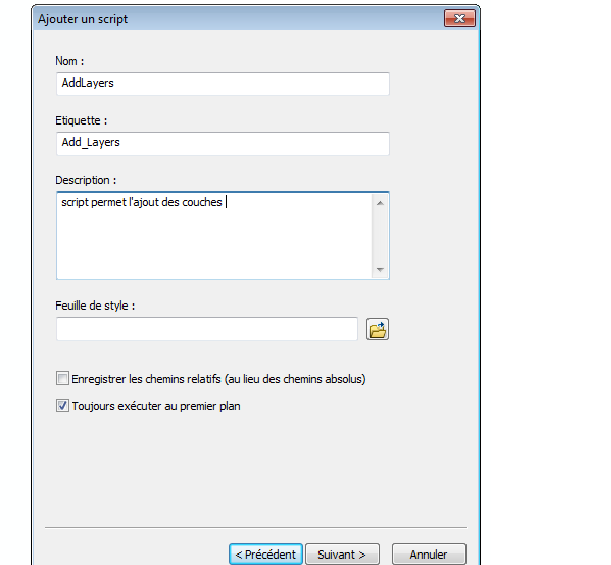 Ajouter un script
Nom :
AddLayers
Etiquette :
Add_Layers
Description :
script permet l'ajout des couches
Feuille de style :
Enregistrer les chemins relatifs (au lieu des chemins absolus)
Toujours exécuter au premier plan
< Précédent Suivant > Annuler